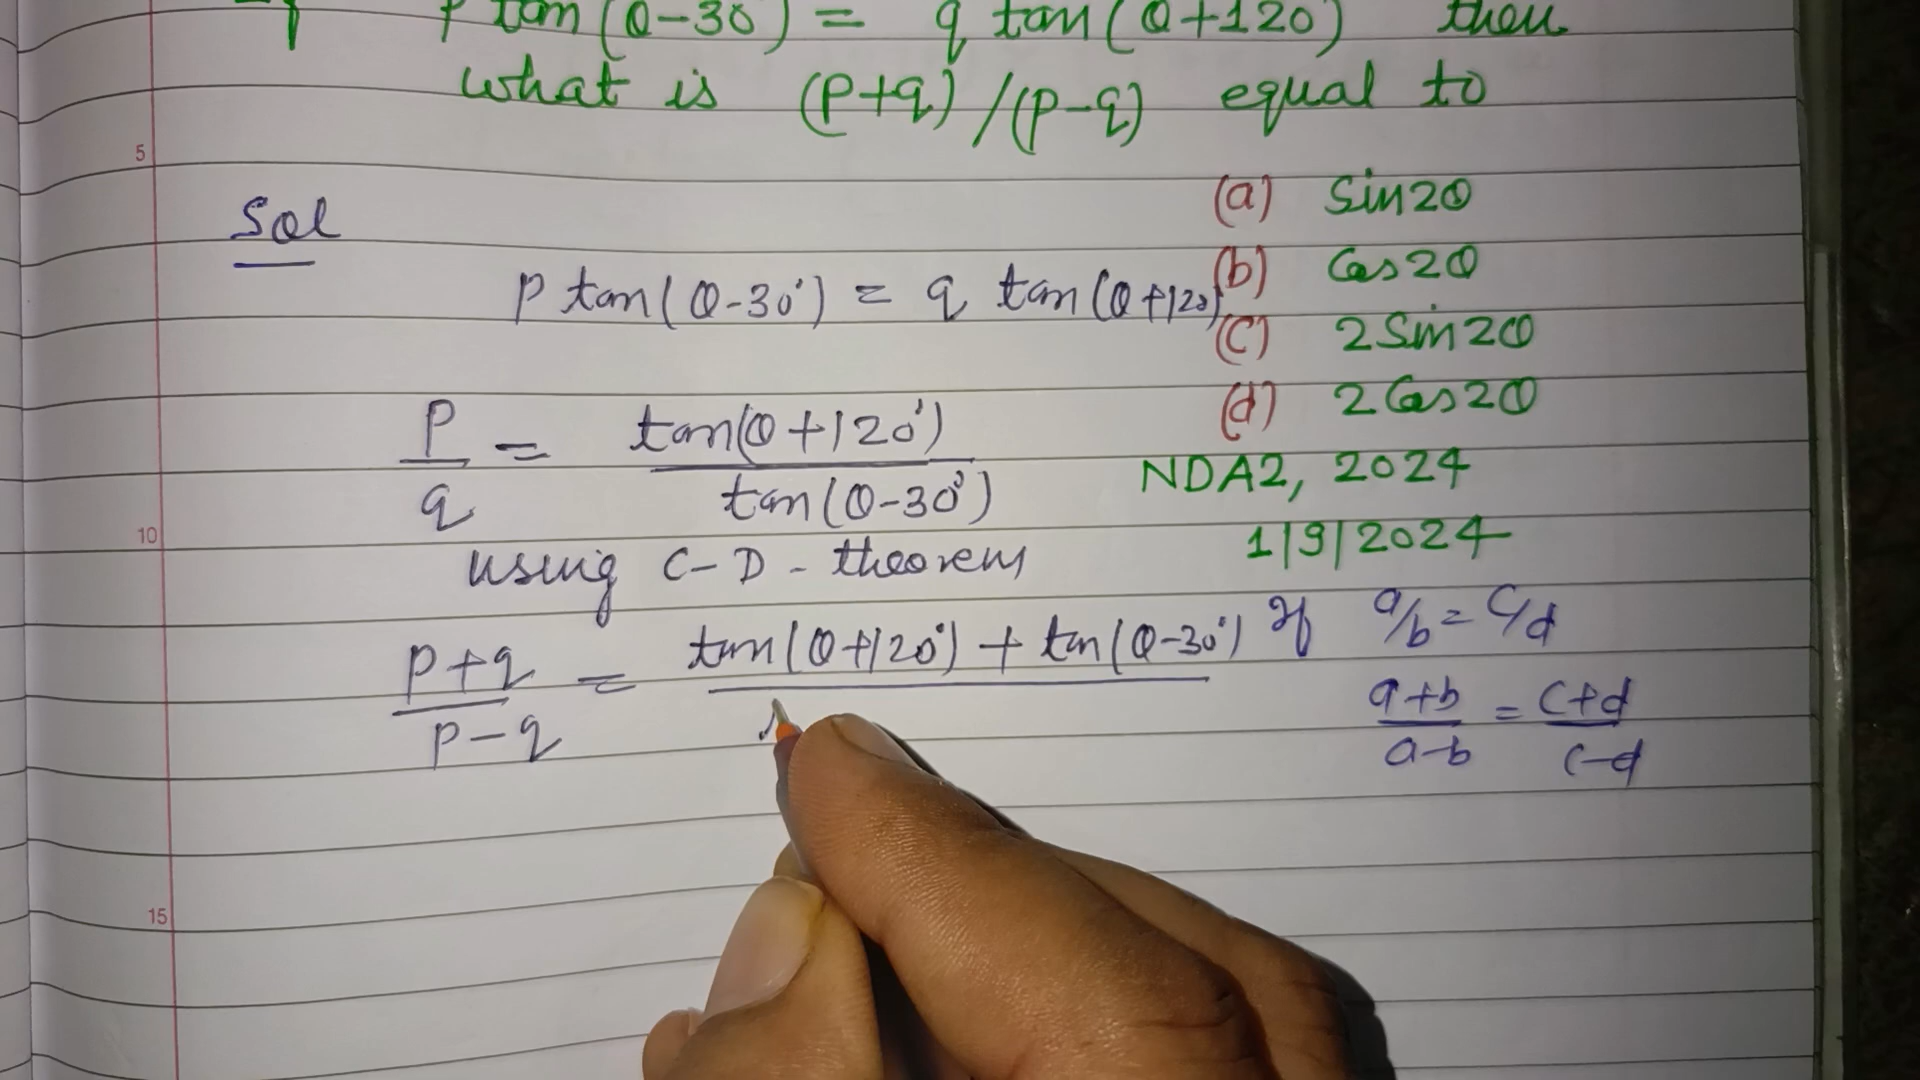 If p tan(θ-30°) = q tan(θ+120°) then
what is (P+q)/(p-q) equal to
5
(a) Sin2θ
Sol
(b) Cos2θ
P tan(θ-30°) = q tan(θ+120°)
(c) 2Sin2θ
(d) 2Cos2θ
P/q = tan(θ+120°)/tan(θ-30°)
NDA2, 2024
10
1/9/2024
using C-D-theorem
P+q/p-q = tan(θ+120°) + tan(θ-30°)
If a/b = c/d
a+b/a-b = c+d/c-d
15